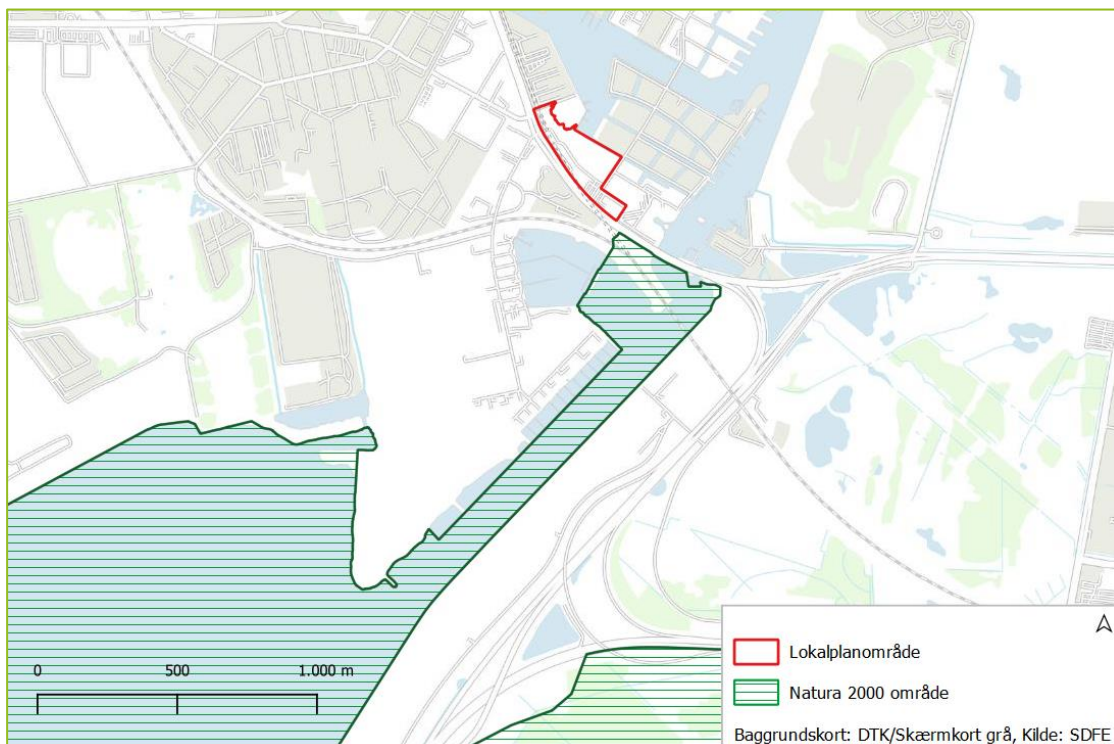 0 500 1.000 m
Lokalplanområde
Natura 2000 område
Baggrundskort: DTK/Skærmkort grå, Kilde: SDFE